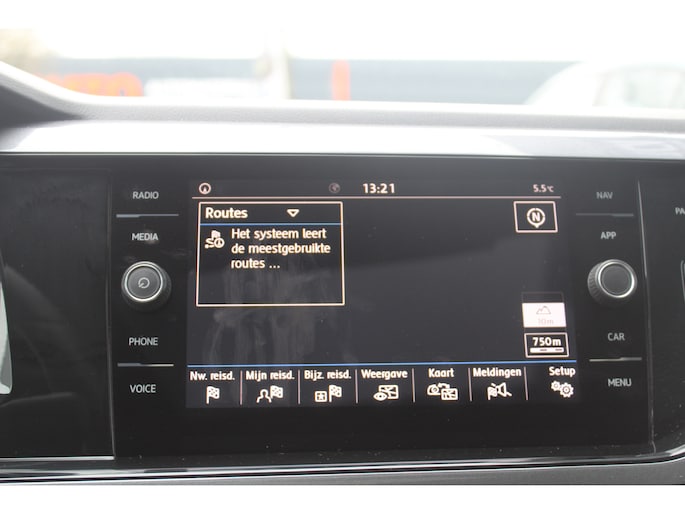 RADIO
MEDIA
PHONE
VOICE
13:21
5.5°C
Routes
Het systeem leert
de meestgebruikte
routes ...
N
10m
750m
Nw. reisd. Mijn reisd. Bijz. reisd. Weergave Kaart Meldingen Setup
NAV
APP
CAR
MENU